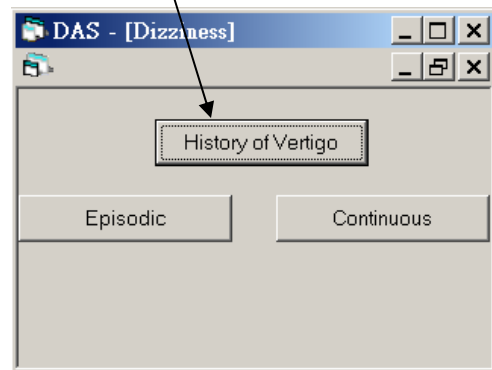 DAS - [Dizziness]
History of Vertigo
Episodic Continuous